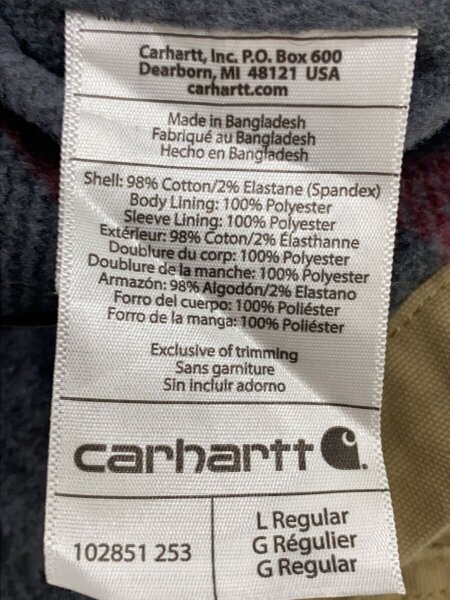 Carhartt, Inc. P.O. Box 600
Dearborn, MI 48121 USA
carhartt.com
Made in Bangladesh
Fabriqué au Bangladesh
Hecho en Bangladesh
Shell: 98% Cotton/2% Elastane (Spandex)
Body Lining: 100% Polyester
Sleeve Lining: 100% Polyester
Extérieur: 98% Coton/2% Élasthanne
Doublure du corp: 100% Polyester
Doublure de la manche: 100% Polyester
Armazón: 98% Algodón/2% Elastano
Forro del cuerpo: 100% Poliéster
Forro de la manga: 100% Poliéster
Exclusive of trimming
Sans garniture
Sin incluir adorno
carhartt
102851 253
L Regular
G Régulier
G Regular